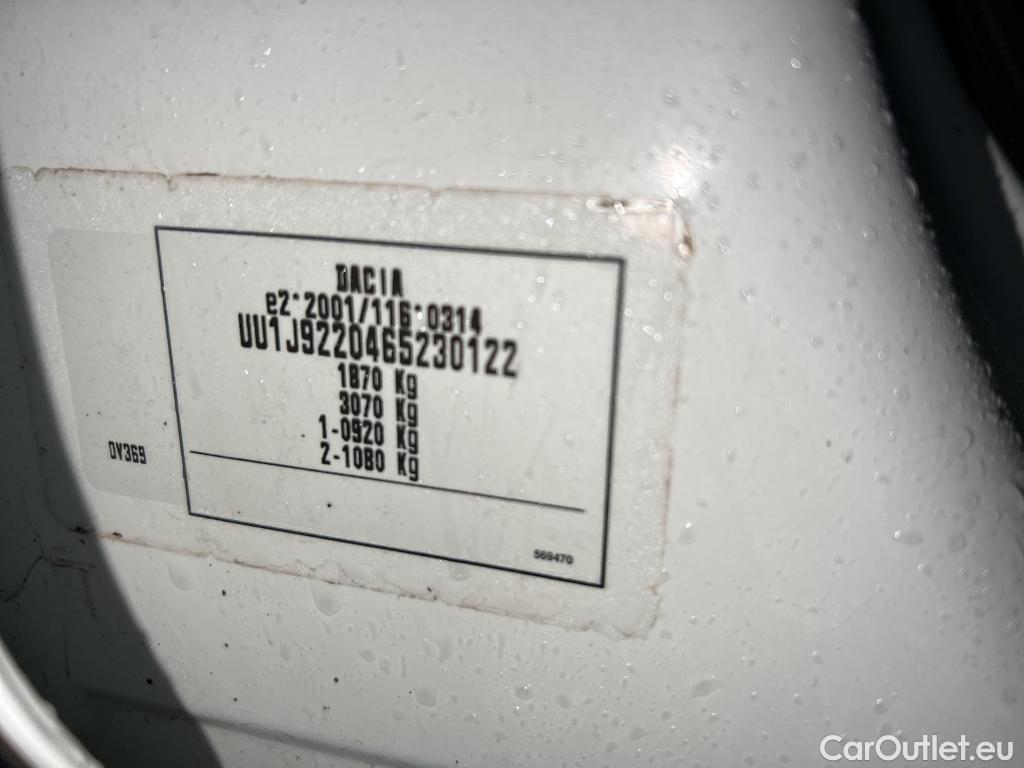 DACIA
e2*2001/116*0314
UU1J9220465230122
1870 Kg
3070 Kg
1-0920 Kg
2-1080 Kg
OV369
569470
CarOutlet.eu